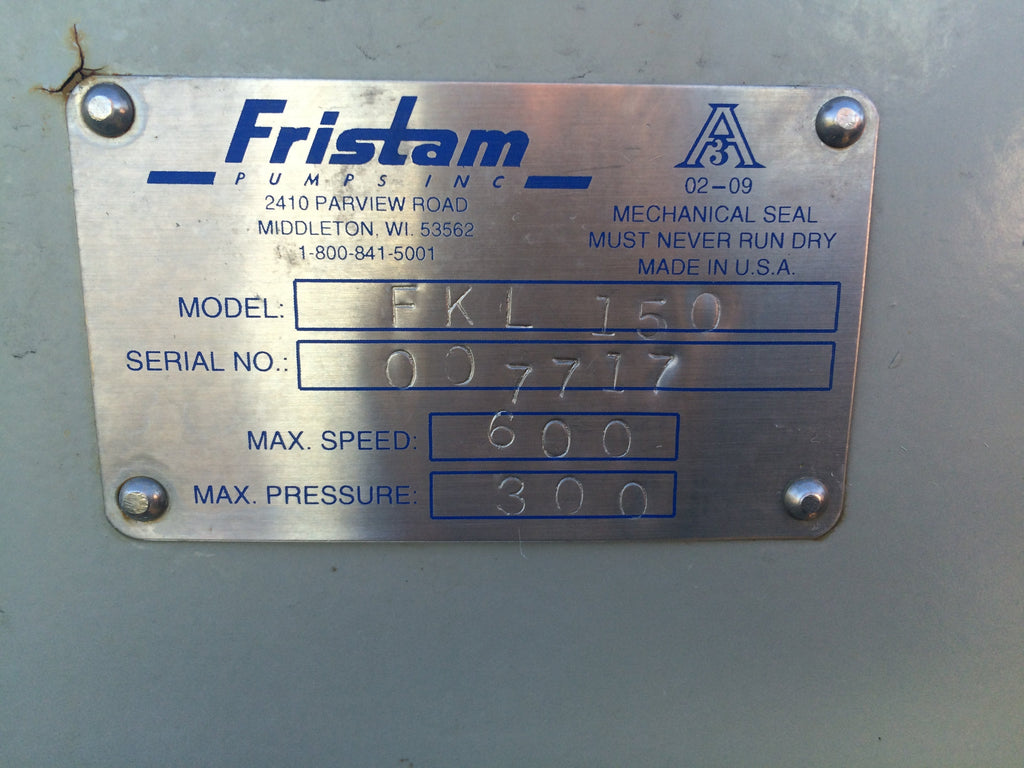 Fristam
PUMPS INC
2410 PARVIEW ROAD
MIDDLETON, WI. 53562
1-800-841-5001
3A
02-09
MECHANICAL SEAL
MUST NEVER RUN DRY
MADE IN U.S.A.
MODEL: FKL 150
SERIAL NO.: 007717
MAX. SPEED: 600
MAX. PRESSURE: 300